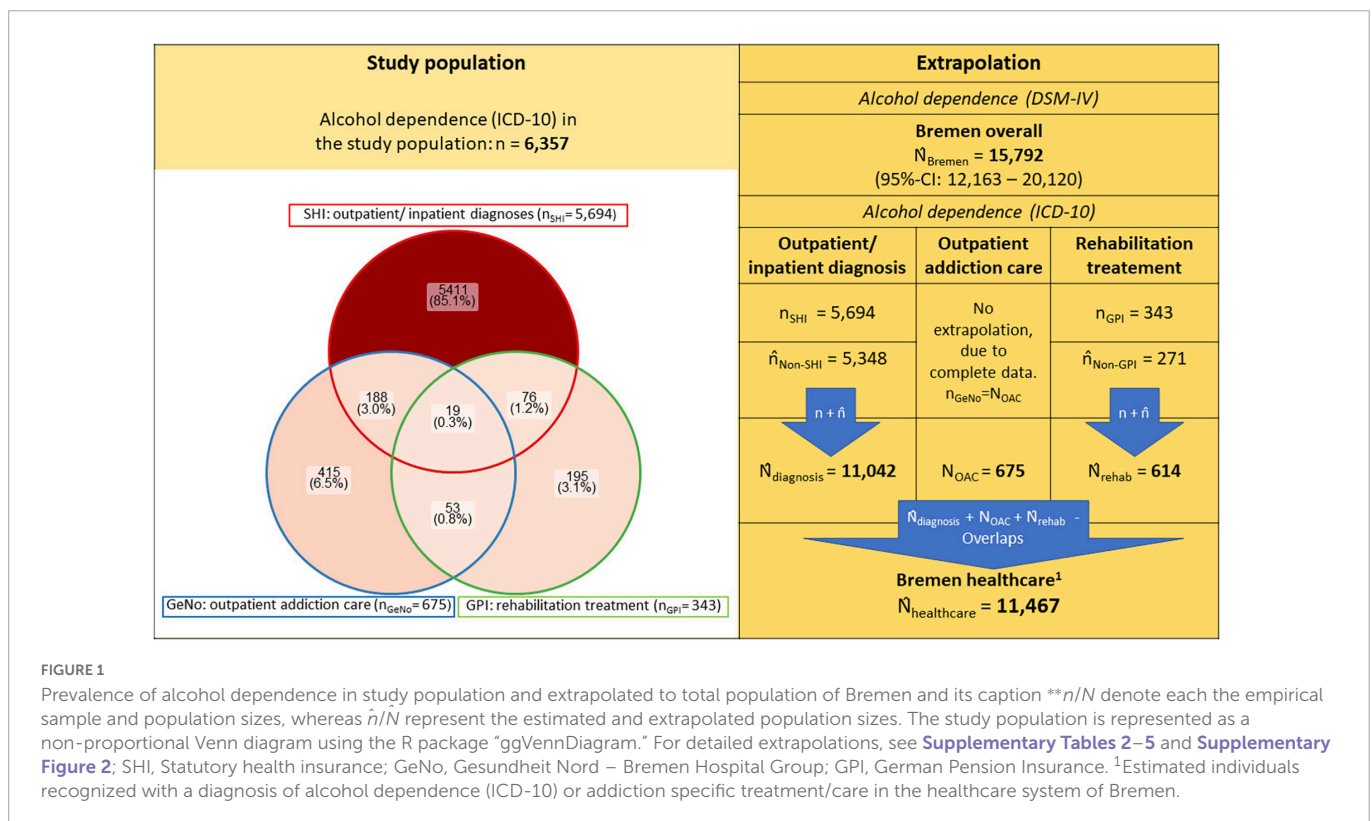 Study population
Alcohol dependence (ICD-10) in
the study population: n = 6,357
SHI: outpatient/ inpatient diagnoses (nSHI= 5,694)
5411
(85.1%)
188
(3.0%)
19
(0.3%)
76
(1.2%)
415
(6.5%)
53
(0.8%)
195
(3.1%)
GeNo: outpatient addiction care (nGeNo= 675)
GPI: rehabilitation treatment (nGPI= 343)
Extrapolation
Alcohol dependence (DSM-IV)
Bremen overall
N̂Bremen = 15,792
(95%-CI: 12,163 – 20,120)
Alcohol dependence (ICD-10)
Outpatient/
inpatient diagnosis
Outpatient
addiction care
Rehabilitation
treatement
nSHI = 5,694
n̂Non-SHI = 5,348
n + n̂
N̂diagnosis = 11,042
No
extrapolation,
due to
complete data.
nGeNo=NOAC
NOAC = 675
nGPI = 343
n̂Non-GPI = 271
n + n̂
N̂rehab = 614
N̂diagnosis + NOAC + N̂rehab -
Overlaps
Bremen healthcare¹
N̂healthcare = 11,467
FIGURE 1
Prevalence of alcohol dependence in study population and extrapolated to total population of Bremen and its caption **n/N denote each the empirical
sample and population sizes, whereas n̂/N̂ represent the estimated and extrapolated population sizes. The study population is represented as a
non-proportional Venn diagram using the R package “ggVennDiagram.” For detailed extrapolations, see Supplementary Tables 2–5 and Supplementary
Figure 2; SHI, Statutory health insurance; GeNo, Gesundheit Nord – Bremen Hospital Group; GPI, German Pension Insurance. ¹Estimated individuals
recognized with a diagnosis of alcohol dependence (ICD-10) or addiction specific treatment/care in the healthcare system of Bremen.